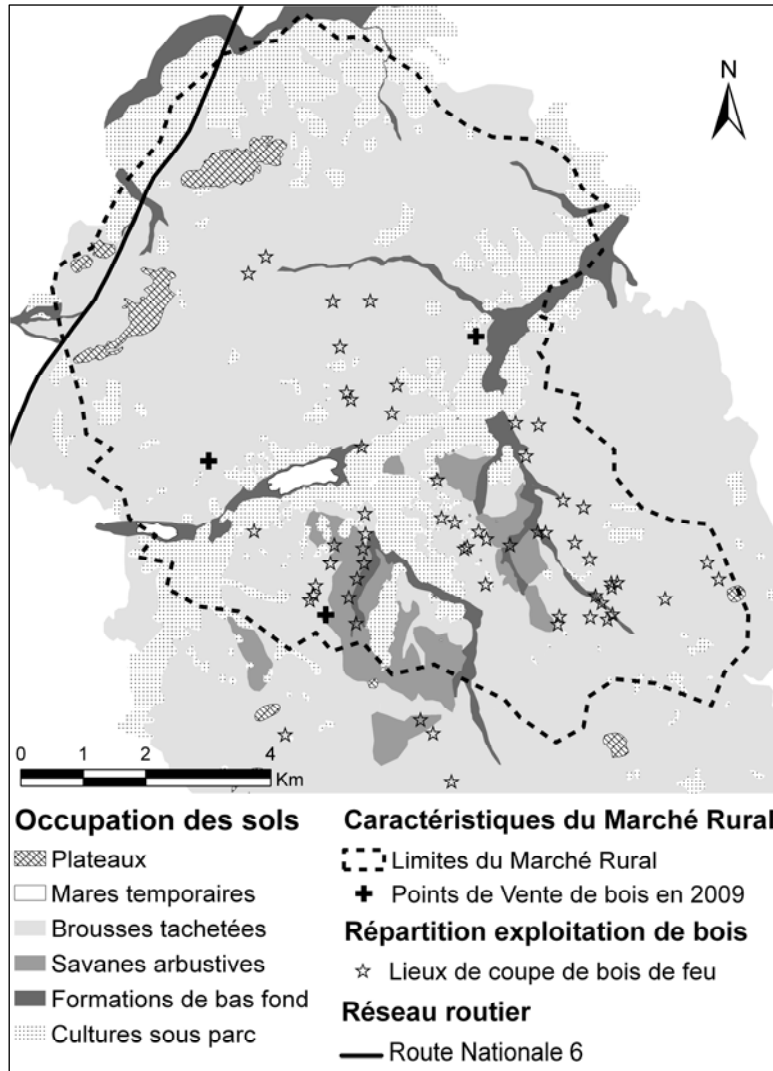 N
0 1 2 4
Km
Occupation des sols
Plateaux
Mares temporaires
Brousses tachetées
Savanes arbustives
Formations de bas fond
Cultures sous parc
Caractéristiques du Marché Rural
Limites du Marché Rural
Points de Vente de bois en 2009
Répartition exploitation de bois
Lieux de coupe de bois de feu
Réseau routier
Route Nationale 6